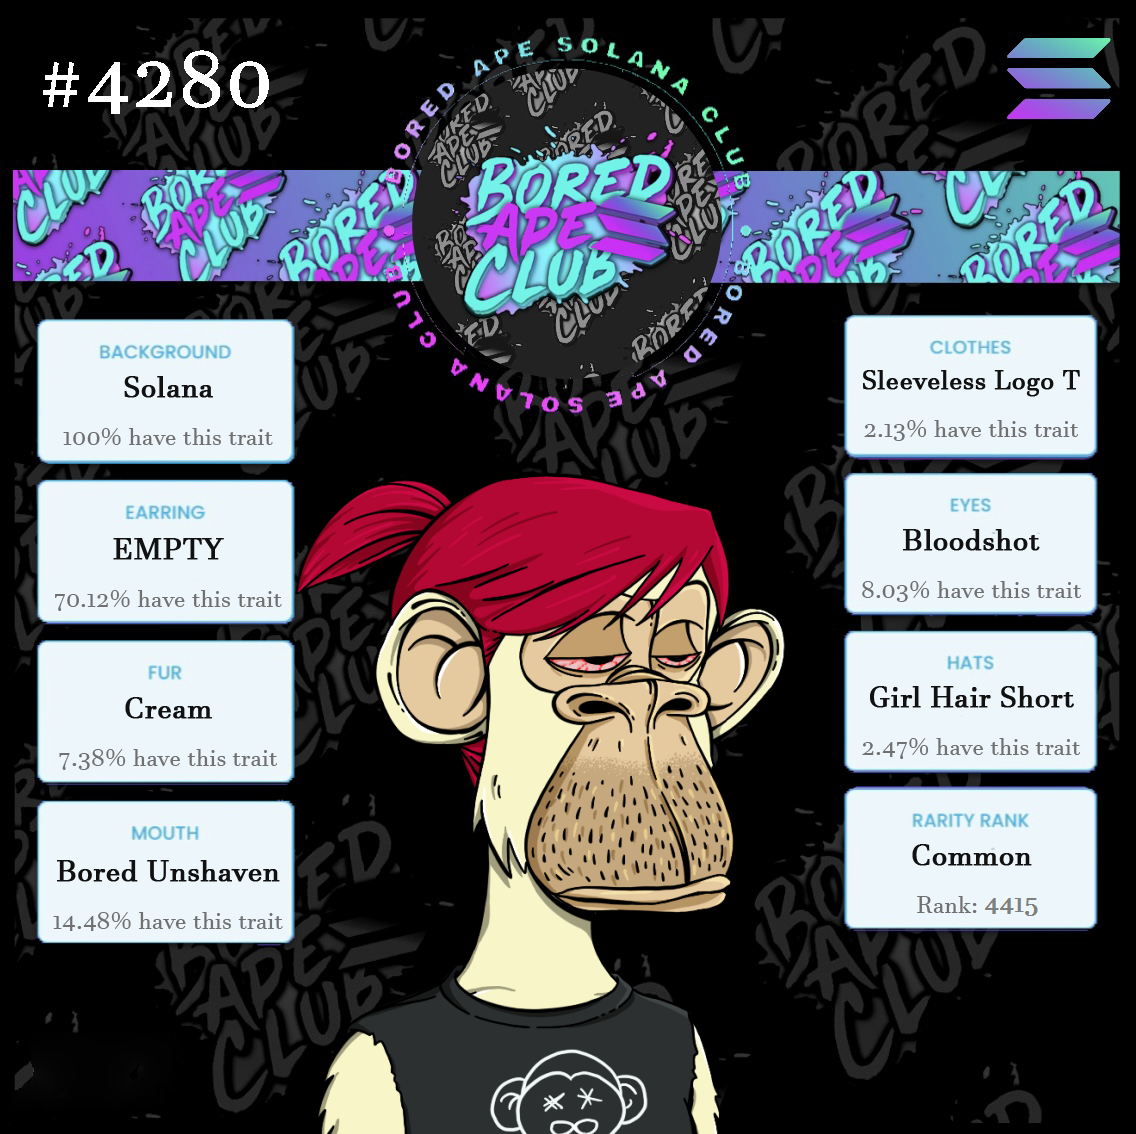 #4280
BORED APE SOLANA CLUB
BORED APE SOLANA CLUB
BORED
APE
CLUB
BACKGROUND
Solana
100% have this trait
EARRING
EMPTY
70.12% have this trait
FUR
Cream
7.38% have this trait
MOUTH
Bored Unshaven
14.48% have this trait
CLOTHES
Sleeveless Logo T
2.13% have this trait
EYES
Bloodshot
8.03% have this trait
HATS
Girl Hair Short
2.47% have this trait
RARITY RANK
Common
Rank: 4415